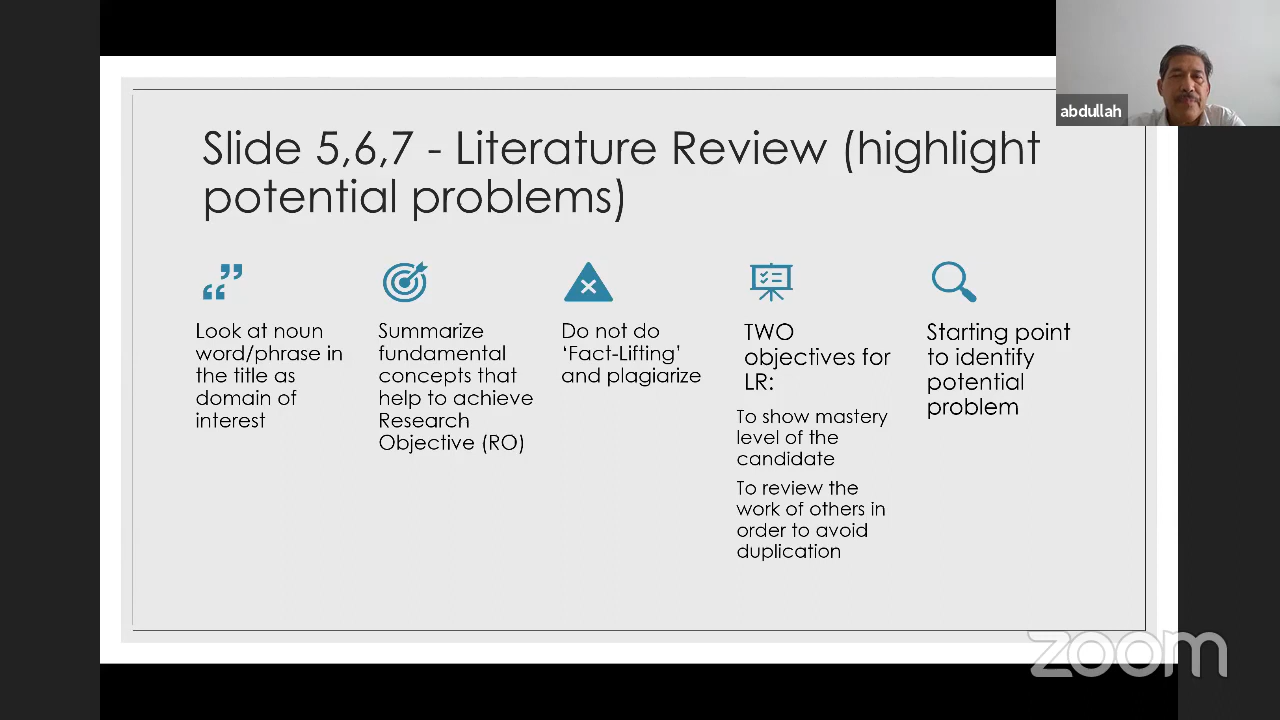 abdullah
Slide 5,6,7 - Literature Review (highlight
potential problems)
Look at noun
word/phrase in
the title as
domain of
interest
Summarize
fundamental
concepts that
help to achieve
Research
Objective (RO)
Do not do
‘Fact-Lifting’
and plagiarize
TWO
objectives for
LR:
To show mastery
level of the
candidate
To review the
work of others in
order to avoid
duplication
Starting point
to identify
potential
problem
zoom